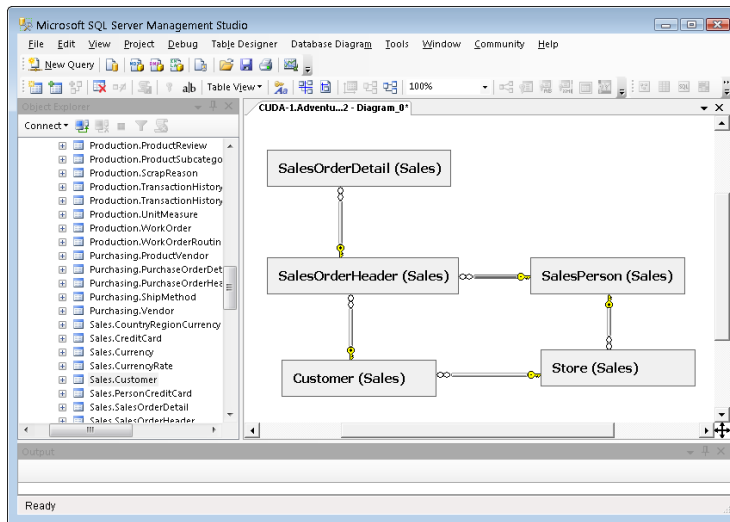 Microsoft SQL Server Management Studio
File Edit View Project Debug Table Designer Database Diagram Tools Window Community Help
New Query
abl Table View 100%
Object Explorer
CUDA-1.Adventu...2 - Diagram_0*
Connect
Production.ProductReview
Production.ProductSubcatego
Production.ScrapReason
Production.TransactionHistory
Production.TransactionHistory
Production.UnitMeasure
Production.WorkOrder
Production.WorkOrderRoutin
Purchasing.ProductVendor
Purchasing.PurchaseOrderDet
Purchasing.PurchaseOrderHea
Purchasing.ShipMethod
Purchasing.Vendor
Sales.CountryRegionCurrency
Sales.CreditCard
Sales.Currency
Sales.CurrencyRate
Sales.Customer
Sales.PersonCreditCard
Sales.SalesOrderDetail
Sales.SalesOrderHeader
SalesOrderDetail (Sales)
SalesOrderHeader (Sales)
SalesPerson (Sales)
Customer (Sales)
Store (Sales)
Output
Ready